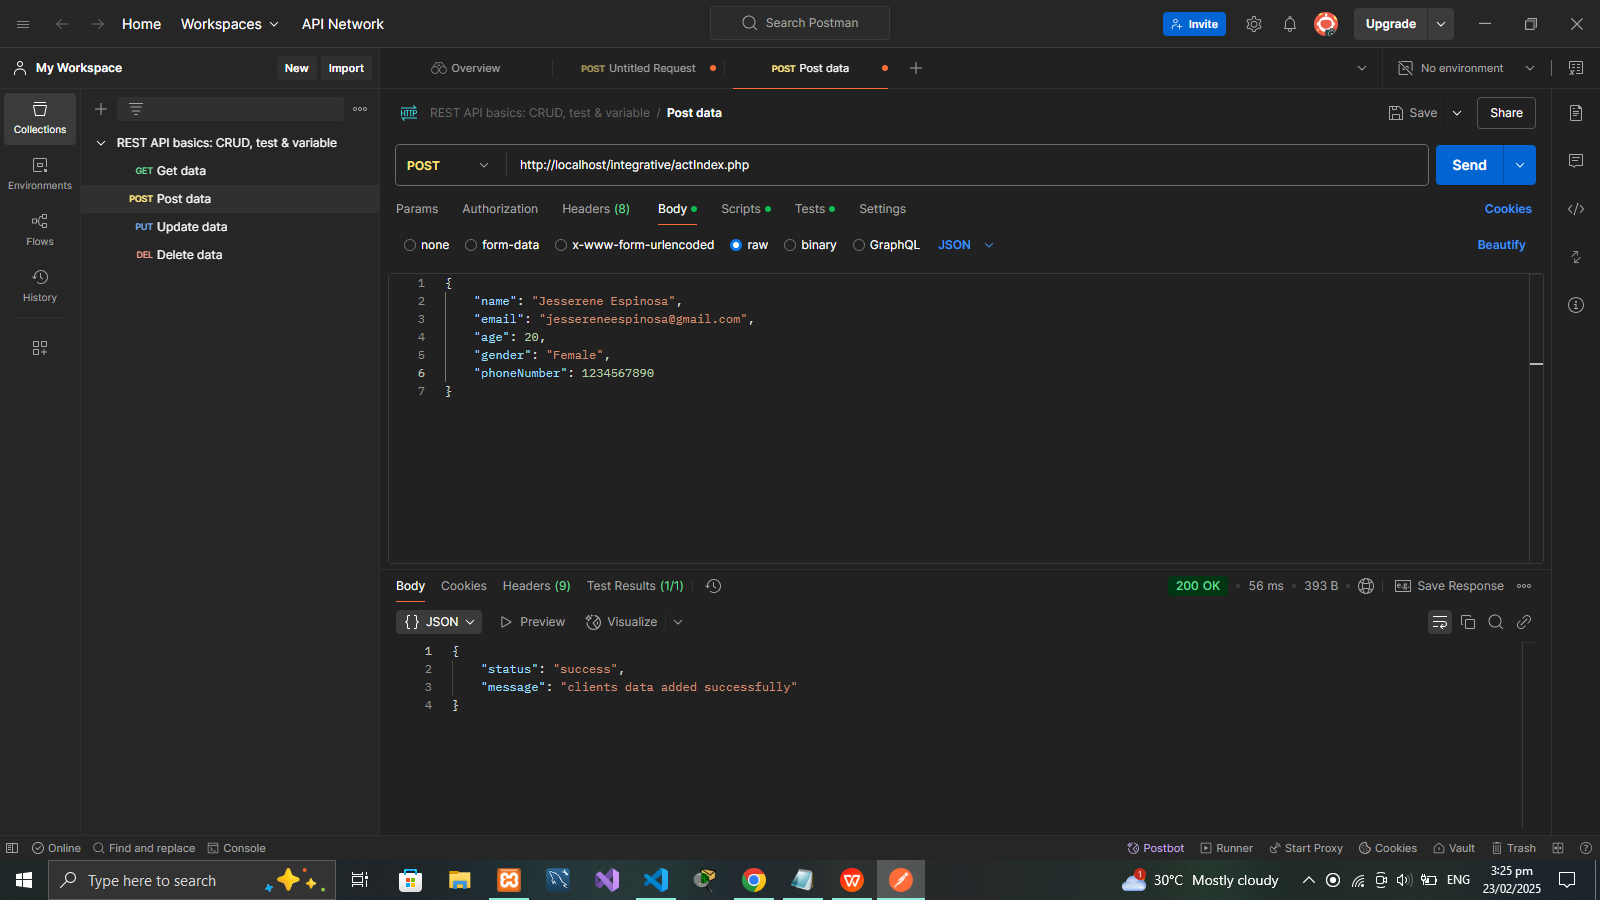 Home Workspaces API Network Search Postman Invite Upgrade
My Workspace New Import Overview POST Untitled Request POST Post data No environment
Collections
Environments
Flows
History
REST API basics: CRUD, test & variable
GET Get data
POST Post data
PUT Update data
DEL Delete data
HTTP REST API basics: CRUD, test & variable / Post data Save Share
POST http://localhost/integrative/actIndex.php Send
Params Authorization Headers (8) Body Scripts Tests Settings Cookies
none form-data x-www-form-urlencoded raw binary GraphQL JSON Beautify
1 {
2 "name": "Jesserene Espinosa",
3 "email": "jessereneespinosa@gmail.com",
4 "age": 20,
5 "gender": "Female",
6 "phoneNumber": 1234567890
7 }
Body Cookies Headers (9) Test Results (1/1) 200 OK 56 ms 393 B e.g. Save Response
{ } JSON Preview Visualize
1 {
2 "status": "success",
3 "message": "clients data added successfully"
4 }
Online Find and replace Console Postbot Runner Start Proxy Cookies Vault Trash
Type here to search 1 30°C Mostly cloudy ENG 3:25 pm
23/02/2025